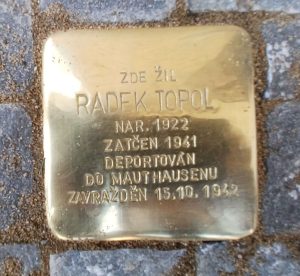 ZDE ŽIL
RADEK TOPOL
NAR. 1922
ZATČEN 1941
DEPORTOVÁN
DO MAUTHAUSENU
ZAVRAŽDĚN 15.10. 1942